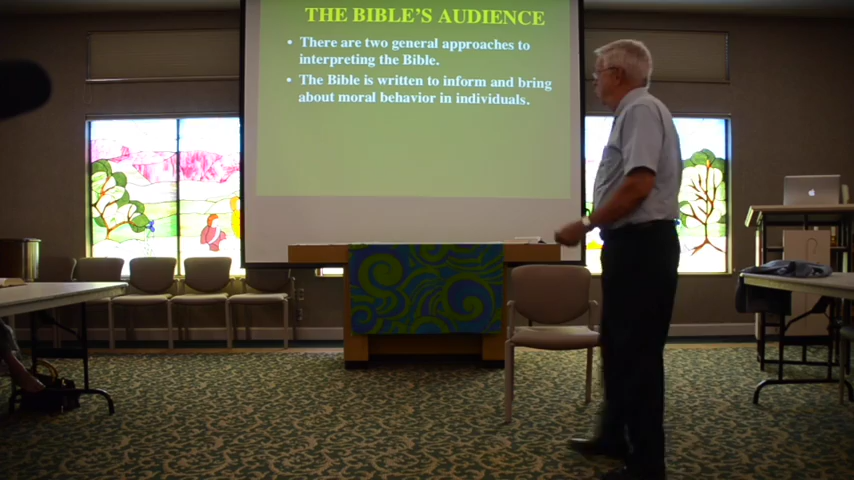 THE BIBLE'S AUDIENCE
• There are two general approaches to
interpreting the Bible.
• The Bible is written to inform and bring
about moral behavior in individuals.